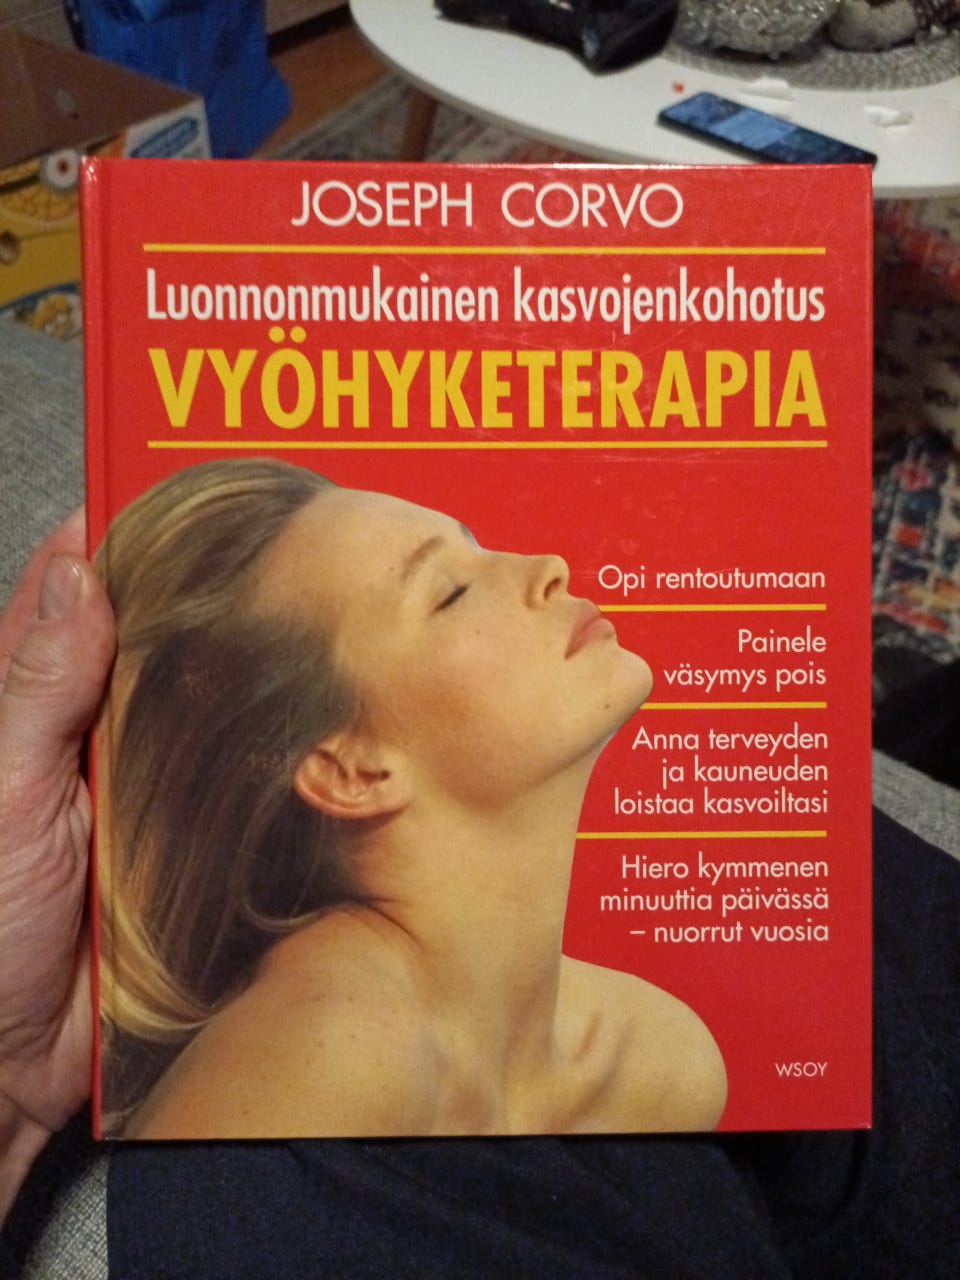 JOSEPH CORVO
Luonnonmukainen kasvojenkohotus
VYÖHYKETERAPIA
Opi rentoutumaan
Painele
väsymys pois
Anna terveyden
ja kauneuden
loistaa kasvoiltasi
Hiero kymmenen
minuuttia päivässä
– nuorrut vuosia
WSOY